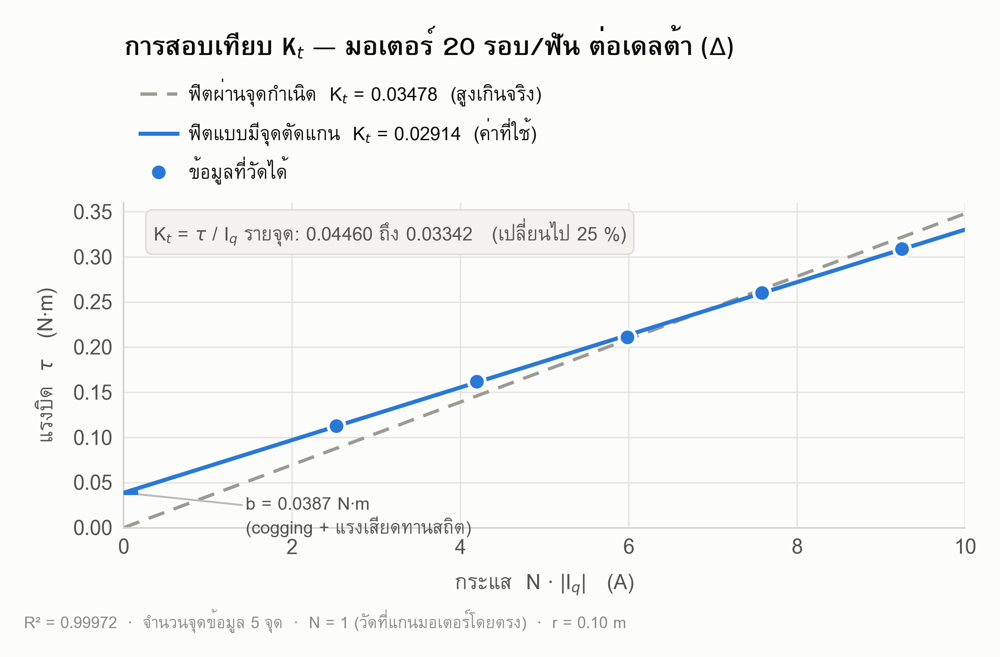 การสอบเทียบ Kt — มอเตอร์ 20 รอบ/ฟัน ต่อเดลต้า (Δ)
ฟิตผ่านจุดกำเนิด Kt = 0.03478 (สูงเกินจริง)
ฟิตแบบมีจุดตัดแกน Kt = 0.02914 (ค่าที่ใช้)
ข้อมูลที่วัดได้
Kt = τ / Iq รายจุด: 0.04460 ถึง 0.03342 (เปลี่ยนไป 25 %)
แรงบิด τ (N·m)
0.35
0.30
0.25
0.20
0.15
0.10
0.05
0.00
b = 0.0387 N·m
(cogging + แรงเสียดทานสถิต)
0 2 4 6 8 10
กระแส N · |Iq| (A)
R² = 0.99972 · จำนวนจุดข้อมูล 5 จุด · N = 1 (วัดที่แกนมอเตอร์โดยตรง) · r = 0.10 m